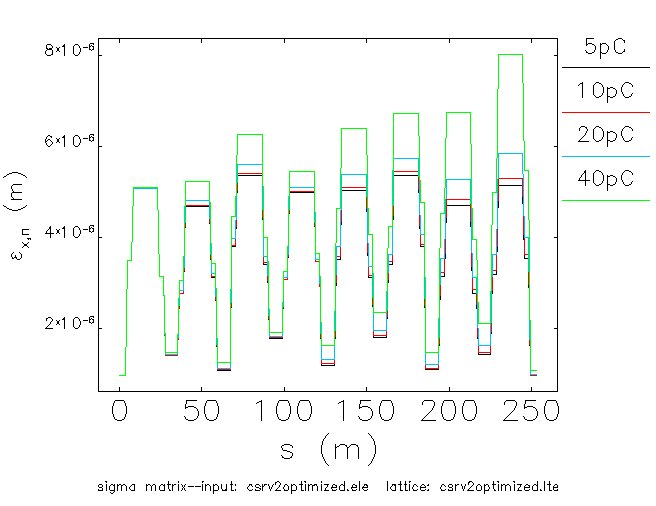 5pC
10pC
20pC
40pC
8×10⁻⁶
6×10⁻⁶
4×10⁻⁶
2×10⁻⁶
εx,n (m)
0 50 100 150 200 250
s (m)
sigma matrix--input: csrv2optimized.ele lattice: csrv2optimized.lte